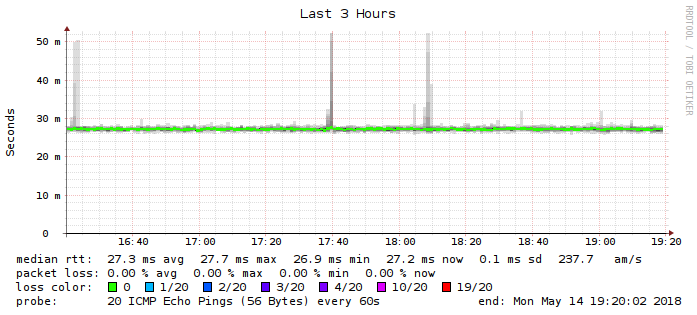 Last 3 Hours
RRDTOOL / TOBI OETIKER
Seconds
50 m
40 m
30 m
20 m
10 m
0
16:40 17:00 17:20 17:40 18:00 18:20 18:40 19:00 19:20
median rtt: 27.3 ms avg 27.7 ms max 26.9 ms min 27.2 ms now 0.1 ms sd 237.7 am/s
packet loss: 0.00 % avg 0.00 % max 0.00 % min 0.00 % now
loss color: 0 1/20 2/20 3/20 4/20 10/20 19/20
probe: 20 ICMP Echo Pings (56 Bytes) every 60s end: Mon May 14 19:20:02 2018